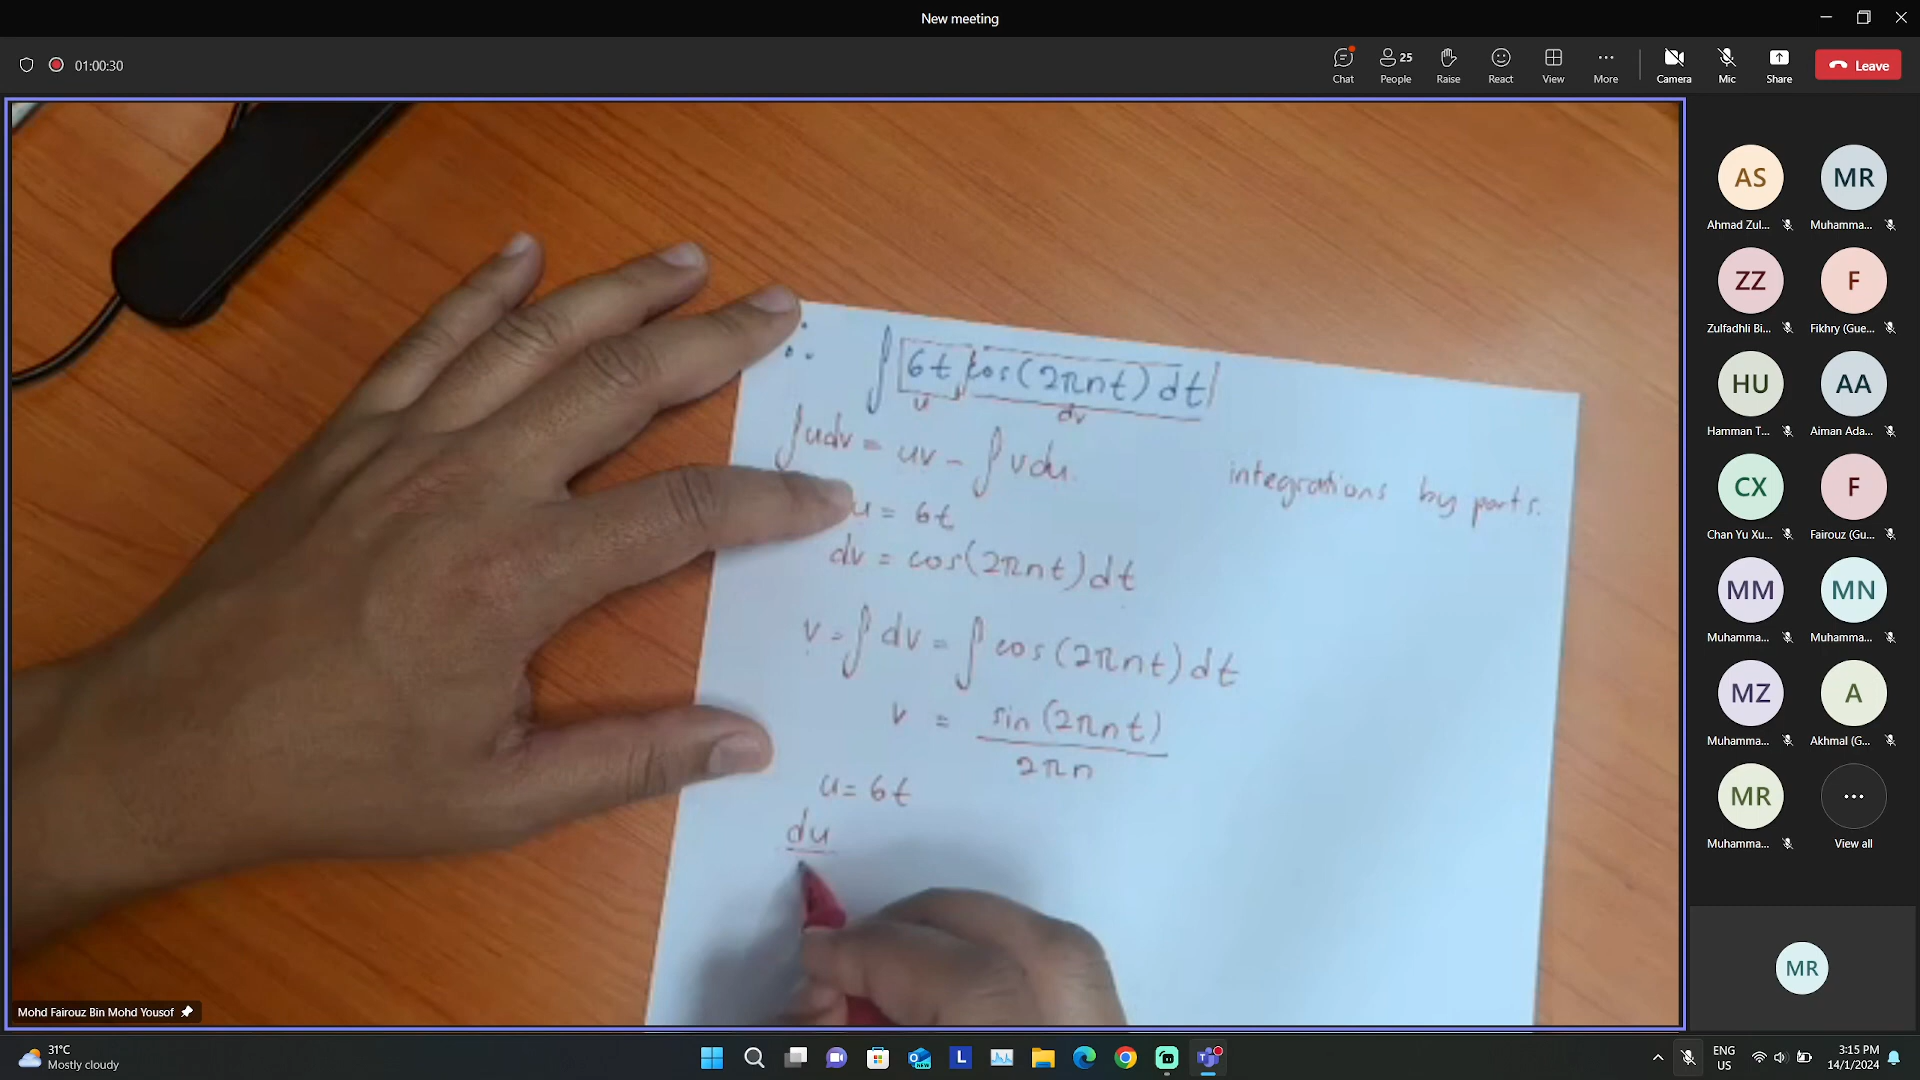 New meeting
01:00:30
Chat
25
People
Raise
React
View
More
Camera
Mic
Share
Leave
∴ ∫ 6t cos(2πnt) dt
u dv
∫udv = uv - ∫vdu.
integrations by parts.
u = 6t
dv = cos(2πnt)dt
v = ∫dv = ∫cos(2πnt)dt
v = sin(2πnt)
2πn
u = 6t
du
Mohd Fairouz Bin Mohd Yousof
AS
MR
Ahmad Zul...
Muhamma...
ZZ
F
Zulfadhli Bi...
Fikhry (Gue...
HU
AA
Hamman T...
Aiman Ada...
CX
F
Chan Yu Xu...
Fairouz (Gu...
MM
MN
Muhamma...
Muhamma...
MZ
A
Muhamma...
Akhmal (G...
MR
...
Muhamma...
View all
MR
31°C
Mostly cloudy
NEW
L
ENG
US
3:15 PM
14/1/2024